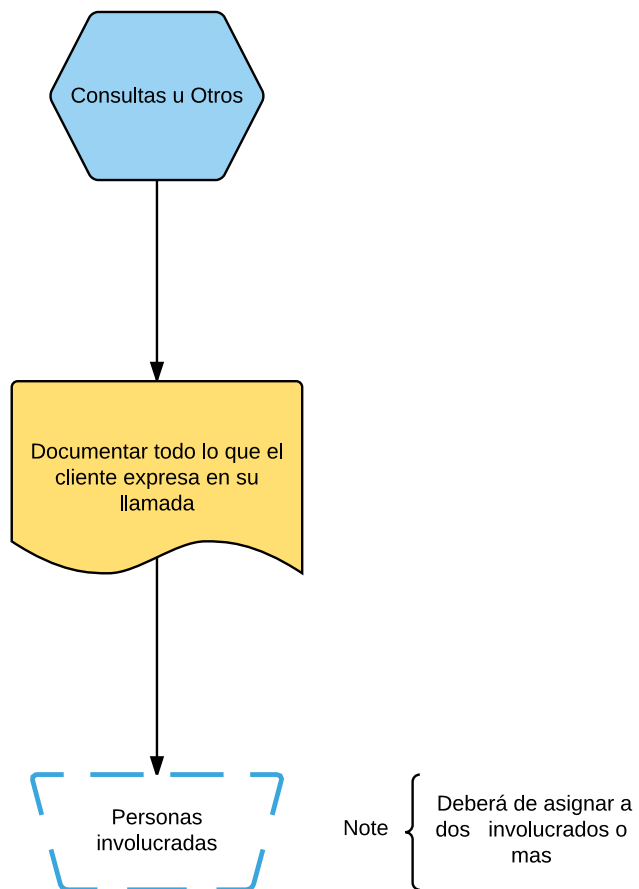 Consultas u Otros
Documentar todo lo que el
cliente expresa en su
llamada
Personas
involucradas
Note
Deberá de asignar a
dos involucrados o
mas